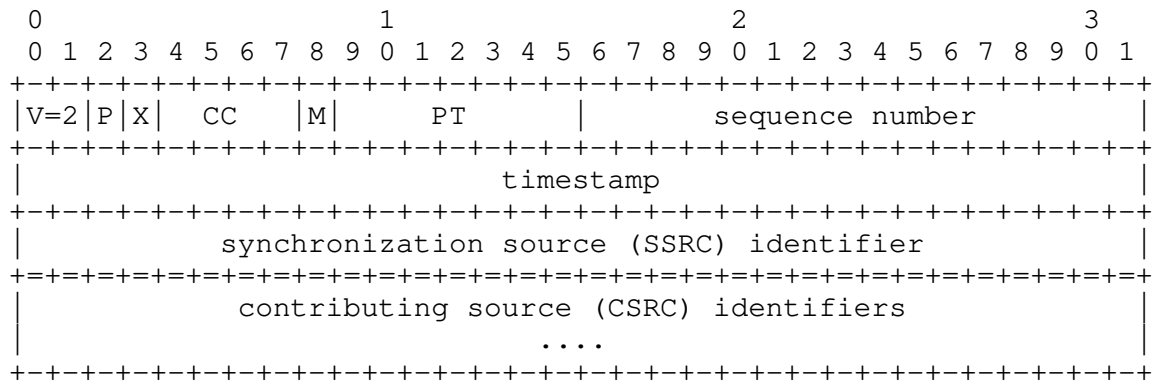 0                   1                   2                   3
 0 1 2 3 4 5 6 7 8 9 0 1 2 3 4 5 6 7 8 9 0 1 2 3 4 5 6 7 8 9 0 1
+-+-+-+-+-+-+-+-+-+-+-+-+-+-+-+-+-+-+-+-+-+-+-+-+-+-+-+-+-+-+-+-+
|V=2|P|X|  CC   |M|     PT      |       sequence number         |
+-+-+-+-+-+-+-+-+-+-+-+-+-+-+-+-+-+-+-+-+-+-+-+-+-+-+-+-+-+-+-+-+
|                           timestamp                           |
+-+-+-+-+-+-+-+-+-+-+-+-+-+-+-+-+-+-+-+-+-+-+-+-+-+-+-+-+-+-+-+-+
|           synchronization source (SSRC) identifier            |
+=+=+=+=+=+=+=+=+=+=+=+=+=+=+=+=+=+=+=+=+=+=+=+=+=+=+=+=+=+=+=+=+
|            contributing source (CSRC) identifiers             |
|                             ....                              |
+-+-+-+-+-+-+-+-+-+-+-+-+-+-+-+-+-+-+-+-+-+-+-+-+-+-+-+-+-+-+-+-+